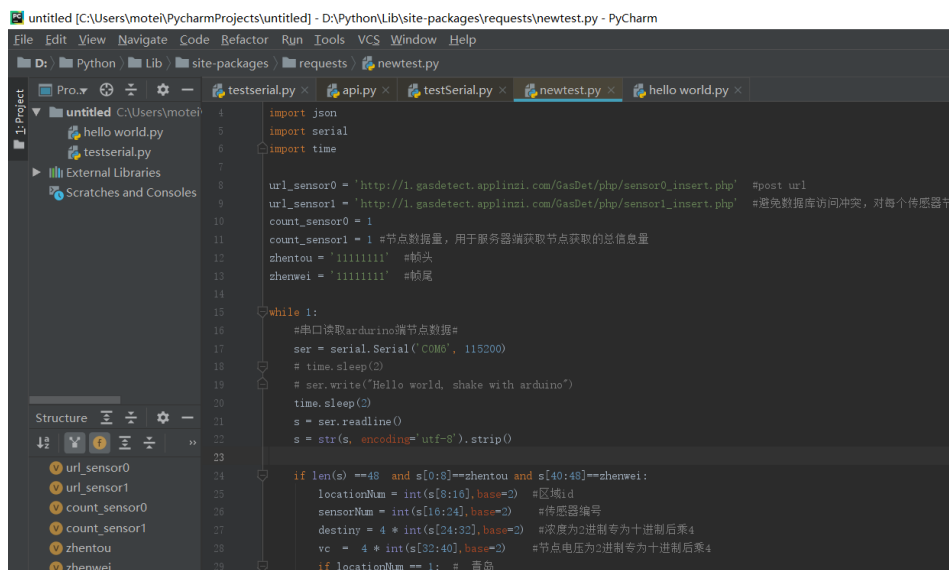 untitled [C:\Users\motei\PycharmProjects\untitled] - D:\Python\Lib\site-packages\requests\newtest.py - PyCharm
File Edit View Navigate Code Refactor Run Tools VCS Window Help
D: Python Lib site-packages requests newtest.py
1: Project
Pro..
testserial.py api.py testSerial.py newtest.py hello world.py
untitled C:\Users\motei
hello world.py
testserial.py
External Libraries
Scratches and Consoles
4 import json
5 import serial
6 import time
7
8 url_sensor0 = 'http://1.gasdetect.applinzi.com/GasDet/php/sensor0_insert.php' #post url
9 url_sensor1 = 'http://1.gasdetect.applinzi.com/GasDet/php/sensor1_insert.php' #避免数据库访问冲突，对每个传感器节
10 count_sensor0 = 1
11 count_sensor1 = 1 #节点数据量，用于服务器端获取节点获取的总信息量
12 zhentou = '11111111' #帧头
13 zhenwei = '11111111' #帧尾
14
15 while 1:
16 #串口读取ardurino端节点数据#
17 ser = serial.Serial('COM6', 115200)
18 # time.sleep(2)
19 # ser.write("Hello world, shake with arduino")
20 time.sleep(2)
21 s = ser.readline()
22 s = str(s, encoding='utf-8').strip()
23
24 if len(s) ==48 and s[0:8]==zhentou and s[40:48]==zhenwei:
25 locationNum = int(s[8:16],base=2) #区域id
26 sensorNum = int(s[16:24],base=2) #传感器编号
27 destiny = 4 * int(s[24:32],base=2) #浓度为2进制专为十进制后乘4
28 vc = 4 * int(s[32:40],base=2) #节点电压为2进制专为十进制后乘4
29 if locationNum == 1: # 青岛
Structure
url_sensor0
url_sensor1
count_sensor0
count_sensor1
zhentou
zhenwei